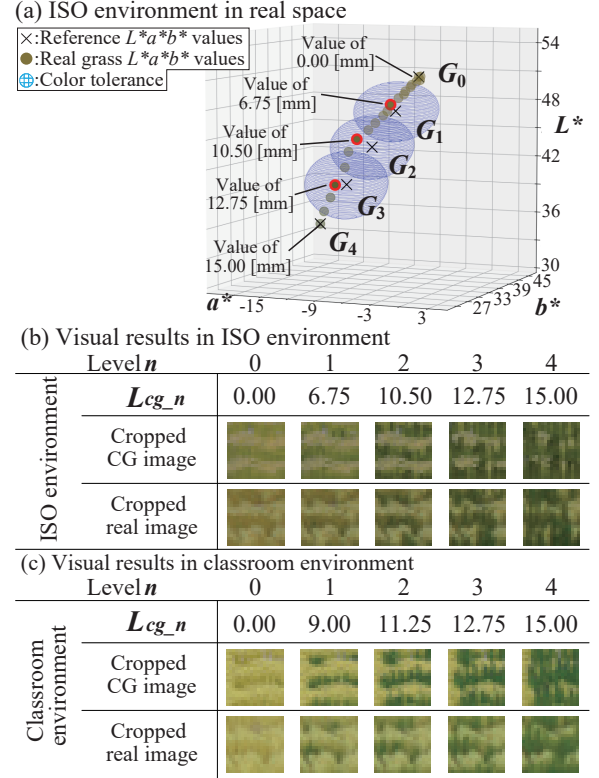 (a) ISO environment in real space
×:Reference L*a*b* values
:Real grass L*a*b* values
:Color tolerance
Value of
0.00 [mm]
Value of
6.75 [mm]
Value of
10.50 [mm]
Value of
12.75 [mm]
Value of
15.00 [mm]
G0
G1
G2
G3
G4
54
48
L*
42
36
30
a*
-15
-9
-3
3
27
33
39
45
b*
(b) Visual results in ISO environment
Level n 0 1 2 3 4
ISO environment
Lcg_n 0.00 6.75 10.50 12.75 15.00
Cropped
CG image
Cropped
real image
(c) Visual results in classroom environment
Level n 0 1 2 3 4
Classroom
environment
Lcg_n 0.00 9.00 11.25 12.75 15.00
Cropped
CG image
Cropped
real image